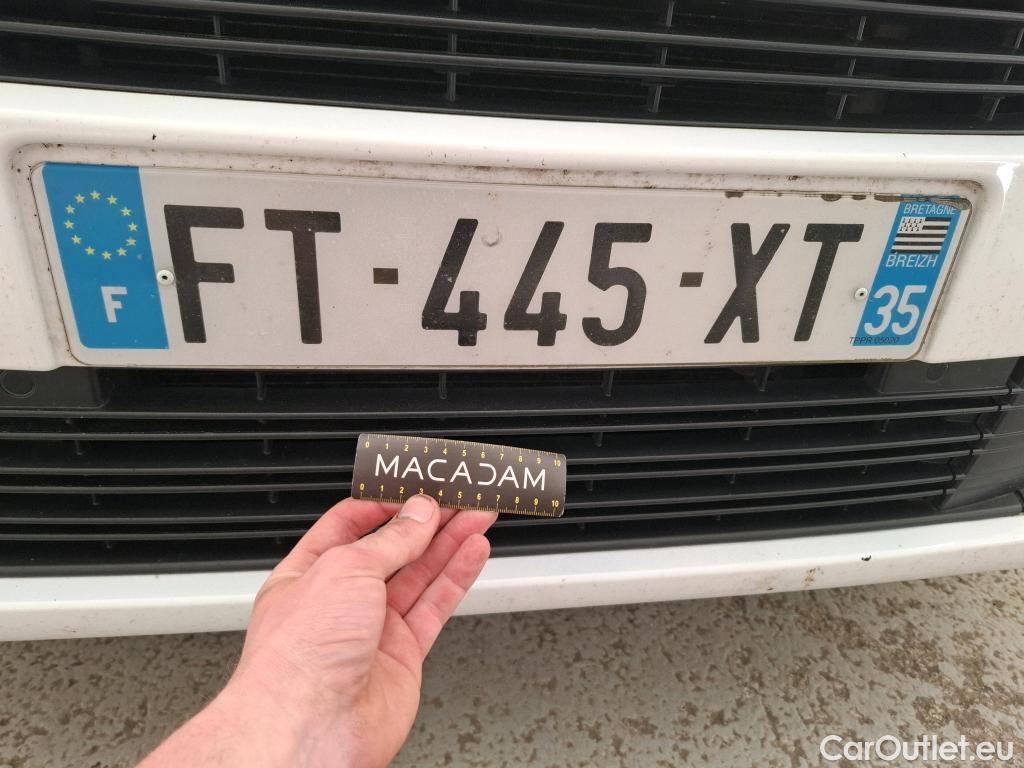 F
FT-445-XT
BRETAGNE
BREIZH
35
TPPR 05020
0 1 2 3 4 5 6 7 8 9 10
MACADAM
0 1 2 3 4 5 6 7 8 9 10
CarOutlet.eu